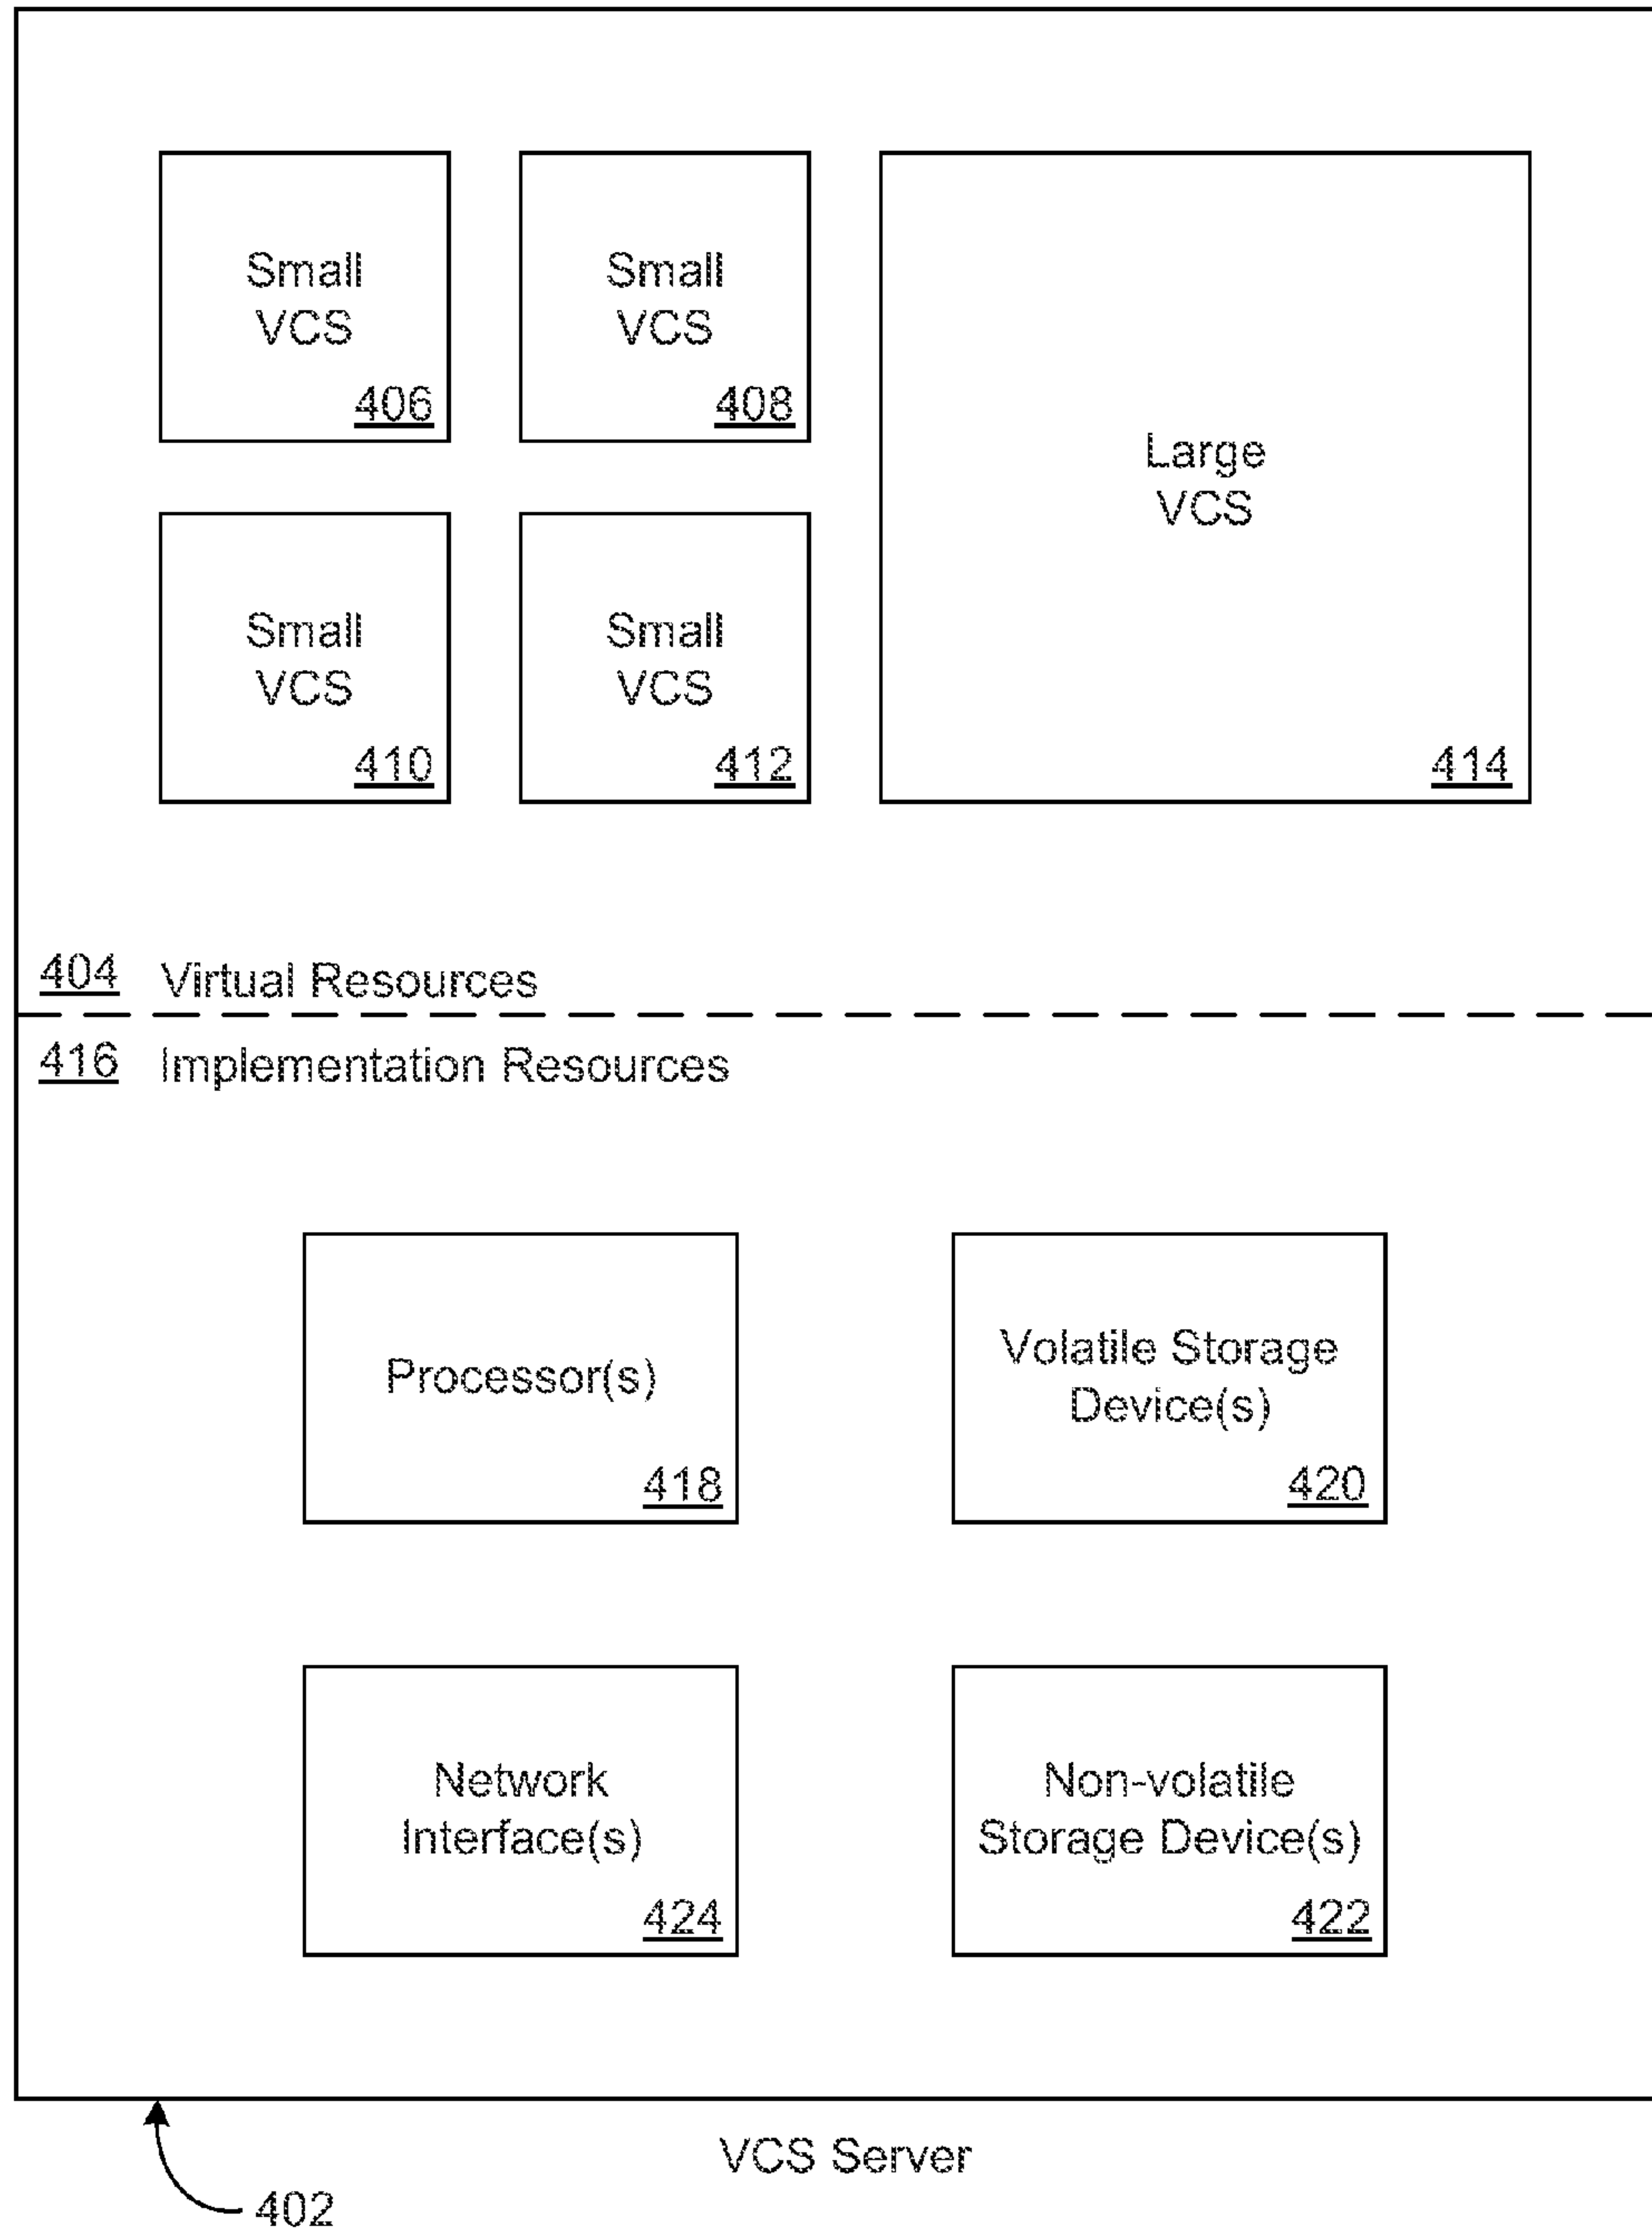 Small
VCS
406
Small
VCS
408
Large
VCS
414
Small
VCS
410
Small
VCS
412
404 Virtual Resources
416 Implementation Resources
Processor(s)
418
Volatile Storage
Device(s)
420
Network
Interface(s)
424
Non-volatile
Storage Device(s)
422
VCS Server
402